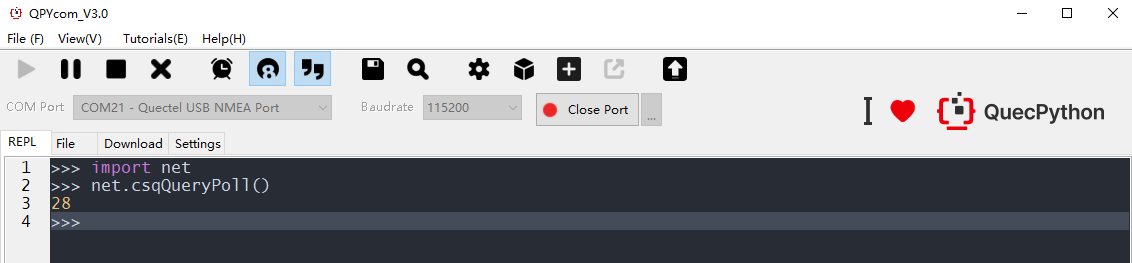 QPYcom_V3.0
File (F) View(V) Tutorials(E) Help(H)
COM Port COM21 - Quectel USB NMEA Port Baudrate 115200 Close Port ...
I QuecPython
REPL File Download Settings
1 >>> import net
2 >>> net.csqQueryPoll()
3 28
4 >>>